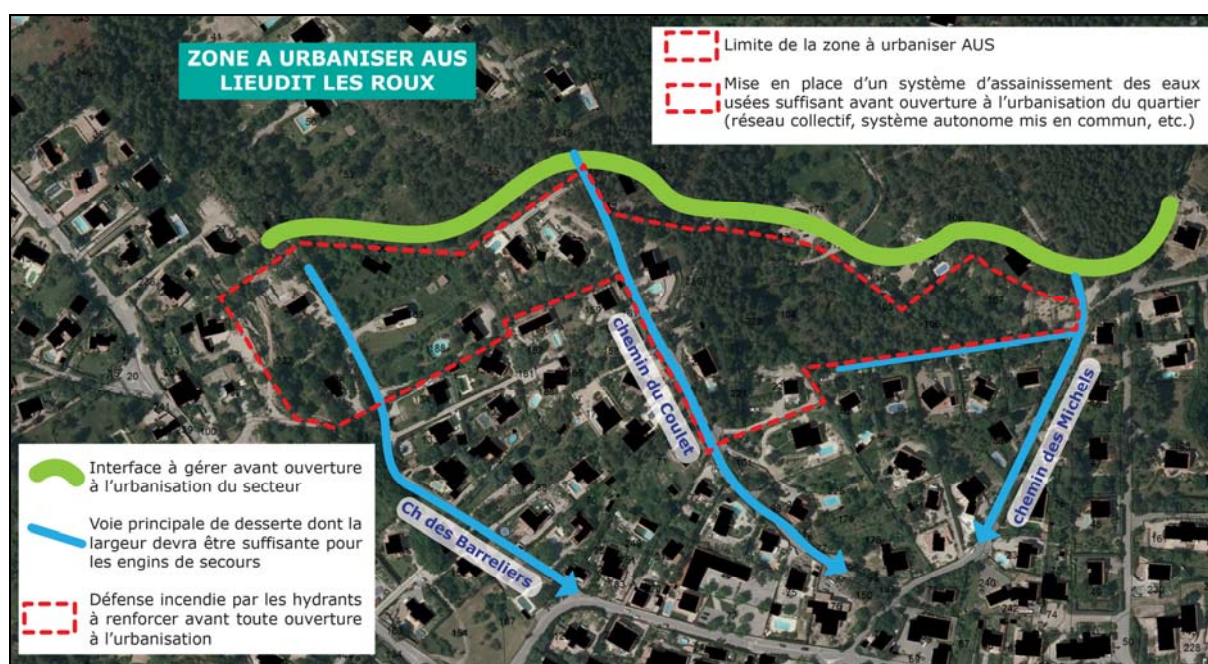 ZONE A URBANISER AUS
LIEUDIT LES ROUX
Limite de la zone à urbaniser AUS
Mise en place d'un système d'assainissement des eaux
usées suffisant avant ouverture à l'urbanisation du quartier
(réseau collectif, système autonome mis en commun, etc.)
chemin du Coulet
chemin des Michels
Ch des Barreliers
Interface à gérer avant ouverture
à l'urbanisation du secteur
Voie principale de desserte dont la
largeur devra être suffisante pour
les engins de secours
Défense incendie par les hydrants
à renforcer avant toute ouverture
à l'urbanisation